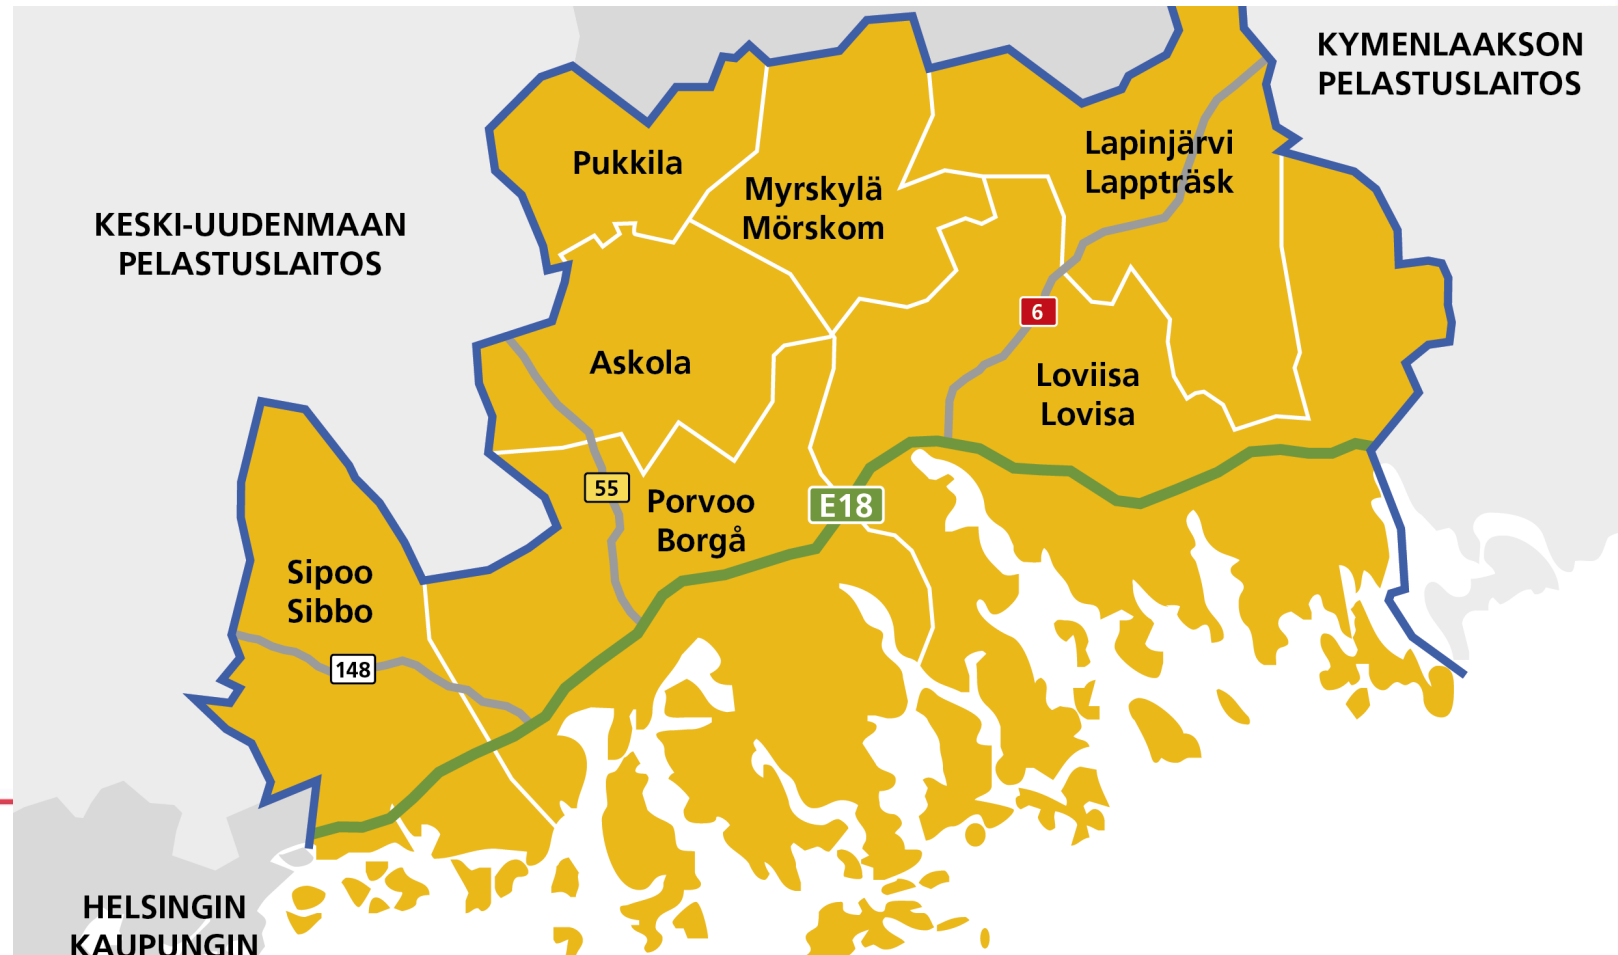 KYMENLAAKSON
PELASTUSLAITOS
Lapinjärvi
Lappträsk
Pukkila
Myrskylä
Mörskom
KESKI-UUDENMAAN
PELASTUSLAITOS
6
Askola
Loviisa
Lovisa
55
Porvoo
Borgå
E18
Sipoo
Sibbo
148
HELSINGIN
KAUPUNGIN